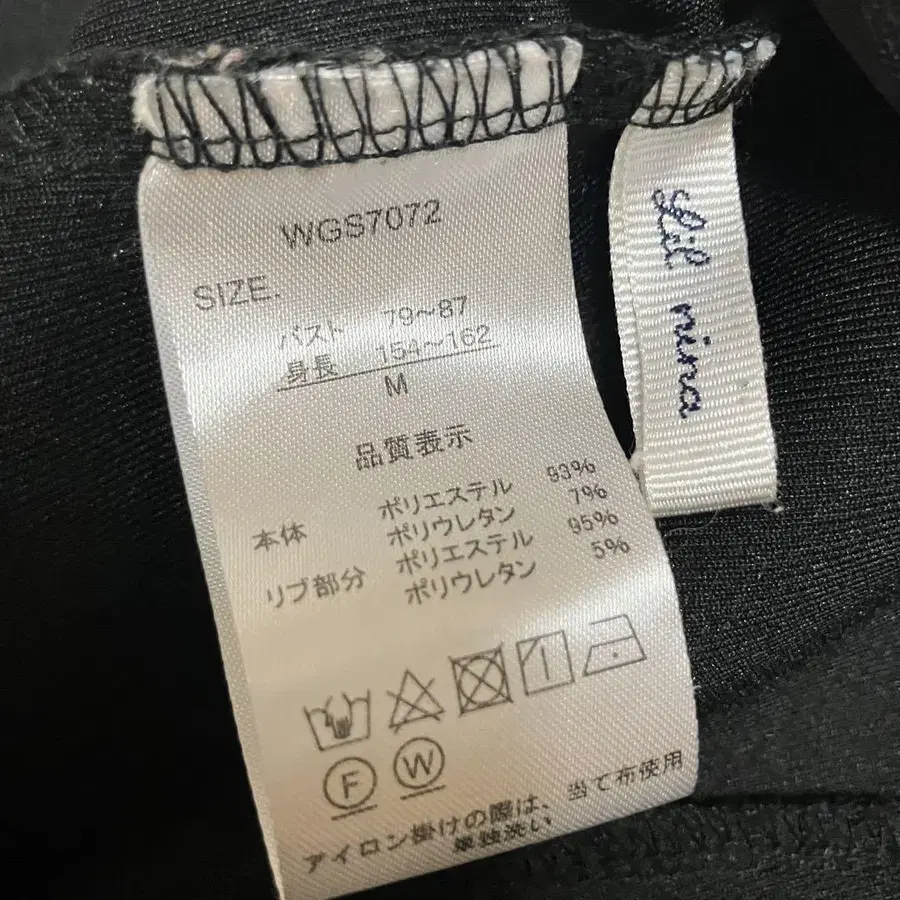 WGS7072
SIZE.
バスト 79~87
身長 154~162
M
品質表示
本体 ポリエステル 93%
ポリウレタン 7%
リブ部分 ポリエステル 95%
ポリウレタン 5%
F W
アイロン掛けの際は、当て布使用
単独洗い
Lil nina